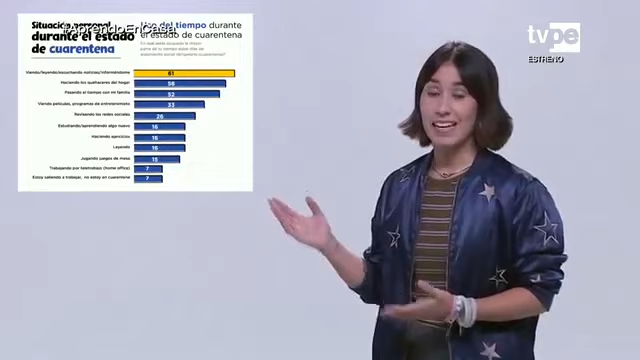 Situación personal
durante el estado
de cuarentena
#AprendoEnCasa
Uso del tiempo durante
el estado de cuarentena
Viendo/leyendo/escuchando noticias/informándome 61
Haciendo los quehaceres del hogar 58
Pasando el tiempo con mi familia 52
Viendo películas, programas de entretenimiento 33
Revisando las redes sociales 26
Estudiando/aprendiendo algo nuevo 16
Haciendo ejercicios 16
Leyendo 16
Jugando juegos de mesa 15
Trabajando por teletrabajo (home office) 7
Estoy saliendo a trabajar, no estoy en cuarentena 7
tvpe
ESTRENO